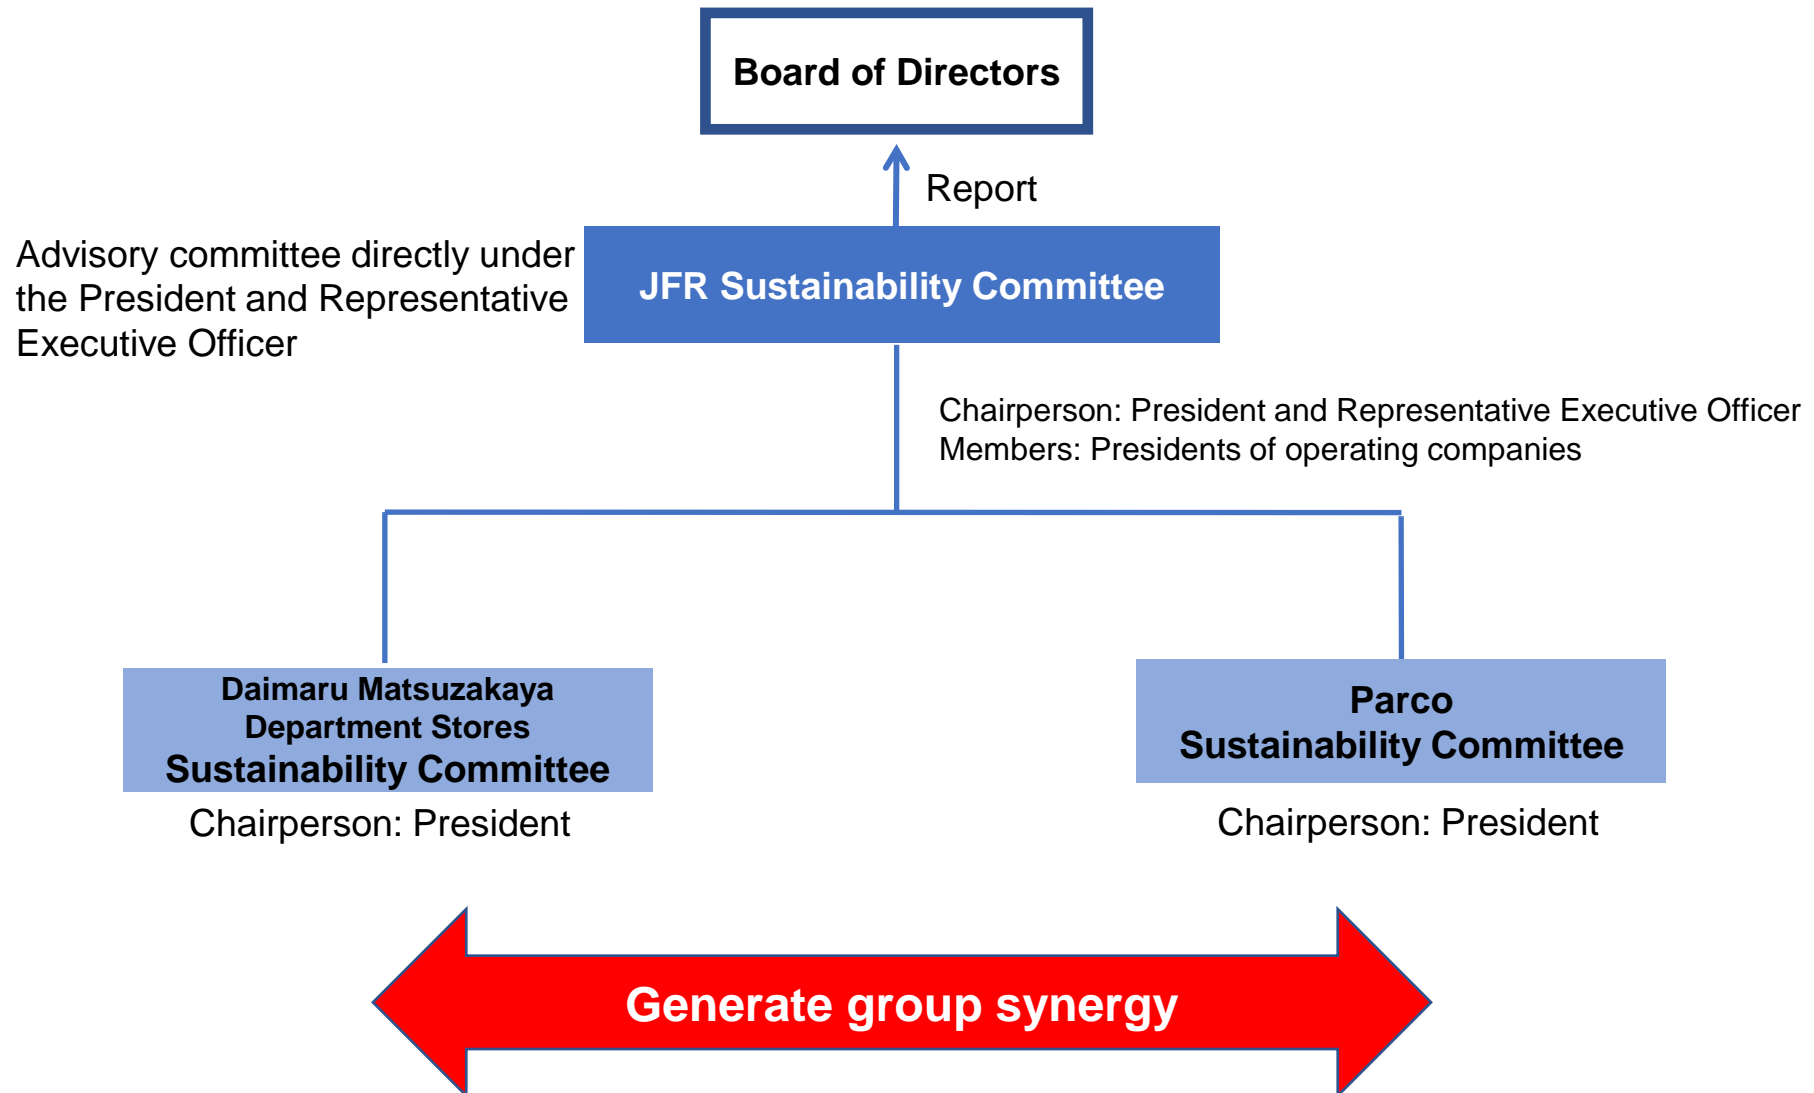 Board of Directors
Report
Advisory committee directly under
the President and Representative
Executive Officer
JFR Sustainability Committee
Chairperson: President and Representative Executive Officer
Members: Presidents of operating companies
Daimaru Matsuzakaya
Department Stores
Sustainability Committee
Chairperson: President
Parco
Sustainability Committee
Chairperson: President
Generate group synergy